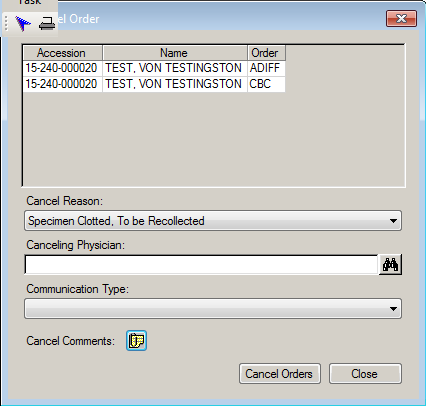 Task
el Order
Accession Name Order
15-240-000020 TEST, VON TESTINGSTON ADIFF
15-240-000020 TEST, VON TESTINGSTON CBC
Cancel Reason:
Specimen Clotted, To be Recollected
Canceling Physician:
Communication Type:
Cancel Comments:
Cancel Orders Close